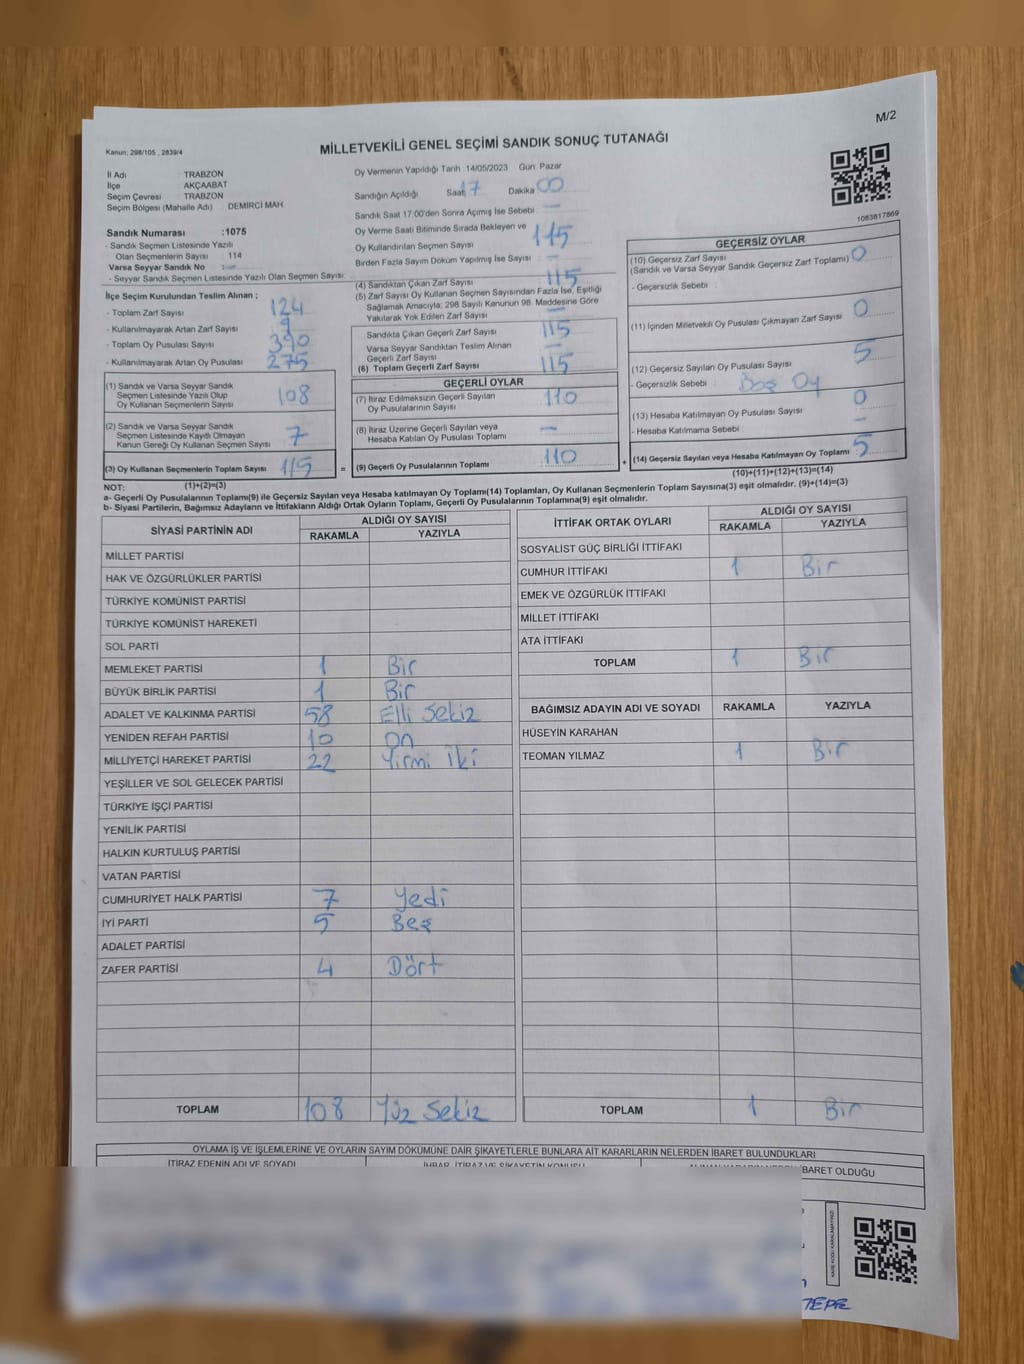 M/2
Kanun; 298/105 , 2839/4
MİLLETVEKİLİ GENEL SEÇİMİ SANDIK SONUÇ TUTANAĞI
İl Adı TRABZON
İlçe AKÇAABAT
Seçim Çevresi TRABZON
Seçim Bölgesi (Mahalle Adı) DEMİRCİ MAH.
Sandık Numarası :1075
- Sandık Seçmen Listesinde Yazılı
Olan Seçmenlerin Sayısı 114
Varsa Seyyar Sandık No :
- Seyyar Sandık Seçmen Listesinde Yazılı Olan Seçmen Sayısı:
Oy Vermenin Yapıldığı Tarih 14/05/2023 Gün: Pazar
Sandığın Açıldığı Saat 17 Dakika 00
Sandık Saat 17:00'den Sonra Açımış İse Sebebi —
Oy Verme Saati Bitiminde Sırada Bekleyen ve
Oy Kullandırılan Seçmen Sayısı 115
Birden Fazla Sayım Döküm Yapılmış İse Sayısı —
1083817869
İlçe Seçim Kurulundan Teslim Alınan ;
- Toplam Zarf Sayısı 124
- Kullanılmayarak Artan Zarf Sayısı 9
- Toplam Oy Pusulası Sayısı 390
- Kullanılmayarak Artan Oy Pusulası 275
(1) Sandık ve Varsa Seyyar Sandık
Seçmen Listesinde Yazılı Olup
Oy Kullanan Seçmenlerin Sayısı 108
(2) Sandık ve Varsa Seyyar Sandık
Seçmen Listesinde Kayıtlı Olmayan
Kanun Gereği Oy Kullanan Seçmen Sayısı 7
(3) Oy Kullanan Seçmenlerin Toplam Sayısı 115
(4) Sandıktan Çıkan Zarf Sayısı 115
(5) Zarf Sayısı Oy Kullanan Seçmen Sayısından Fazla İse, Eşitliği
Sağlamak Amacıyla, 298 Sayılı Kanunun 98. Maddesine Göre
Yakılarak Yok Edilen Zarf Sayısı —
Sandıkta Çıkan Geçerli Zarf Sayısı 115
Varsa Seyyar Sandıktan Teslim Alınan
Geçerli Zarf Sayısı —
(6) Toplam Geçerli Zarf Sayısı 115
GEÇERLİ OYLAR
(7) İtiraz Edilmeksizin Geçerli Sayılan
Oy Pusulalarının Sayısı 110
(8) İtiraz Üzerine Geçerli Sayılan veya
Hesaba Katılan Oy Pusulası Toplamı —
= (9) Geçerli Oy Pusulalarının Toplamı 110 +
GEÇERSİZ OYLAR
(10) Geçersiz Zarf Sayısı 0
(Sandık ve Varsa Seyyar Sandık Geçersiz Zarf Toplamı)
- Geçersizlik Sebebi
(11) İçinden Milletvekili Oy Pusulası Çıkmayan Zarf Sayısı 0
(12) Geçersiz Sayılan Oy Pusulası Sayısı 5
- Geçersizlik Sebebi Boş Oy
(13) Hesaba Katılmayan Oy Pusulası Sayısı 0
- Hesaba Katılmama Sebebi —
(14) Geçersiz Sayılan veya Hesaba Katılmayan Oy Toplamı 5
NOT: (1)+(2)=(3) (10)+(11)+(12)+(13)=(14)
a- Geçerli Oy Pusulaları Toplamı(9) ile Geçersiz Sayılan veya Hesaba katılmayan Oy Toplamı(14) Toplamları, Oy Kullanan Seçmenlerin Toplam Sayısına(3) eşit olmalıdır. (9)+(14)=(3)
b- Siyasi Partilerin, Bağımsız Adayların ve İttifakların Aldığı Ortak Oyların Toplamı, Geçerli Oy Pusulalarının Toplamına(9) eşit olmalıdır.
SİYASİ PARTİNİN ADI ALDIĞI OY SAYISI
RAKAMLA YAZIYLA
MİLLET PARTİSİ
HAK VE ÖZGÜRLÜKLER PARTİSİ
TÜRKİYE KOMÜNİST PARTİSİ
TÜRKİYE KOMÜNİST HAREKETİ
SOL PARTİ
MEMLEKET PARTİSİ 1 Bir
BÜYÜK BİRLİK PARTİSİ 1 Bir
ADALET VE KALKINMA PARTİSİ 58 Elli Sekiz
YENİDEN REFAH PARTİSİ 10 On
MİLLİYETÇİ HAREKET PARTİSİ 22 Yirmi İki
YEŞİLLER VE SOL GELECEK PARTİSİ
TÜRKİYE İŞÇİ PARTİSİ
YENİLİK PARTİSİ
HALKIN KURTULUŞ PARTİSİ
VATAN PARTİSİ
CUMHURİYET HALK PARTİSİ 7 Yedi
İYİ PARTİ 5 Beş
ADALET PARTİSİ
ZAFER PARTİSİ 4 Dört
TOPLAM 108 Yüz Sekiz
İTTİFAK ORTAK OYLARI ALDIĞI OY SAYISI
RAKAMLA YAZIYLA
SOSYALİST GÜÇ BİRLİĞİ İTTİFAKI
CUMHUR İTTİFAKI 1 Bir
EMEK VE ÖZGÜRLÜK İTTİFAKI
MİLLET İTTİFAKI
ATA İTTİFAKI
TOPLAM 1 Bir
BAĞIMSIZ ADAYIN ADI VE SOYADI RAKAMLA YAZIYLA
HÜSEYİN KARAHAN
TEOMAN YILMAZ 1 Bir
TOPLAM 1 Bir
OYLAMA İŞ VE İŞLEMLERİNE VE OYLARIN SAYIM DÖKÜMÜNE DAİR ŞİKAYETLERLE BUNLARA AİT KARARLARIN NELERDEN İBARET BULUNDUKLARI
İTİRAZ EDENİN ADI VE SOYADI İHBAR, İTİRAZ VE ŞİKAYETİN KONUSU
İBARET OLDUĞU
TEPE